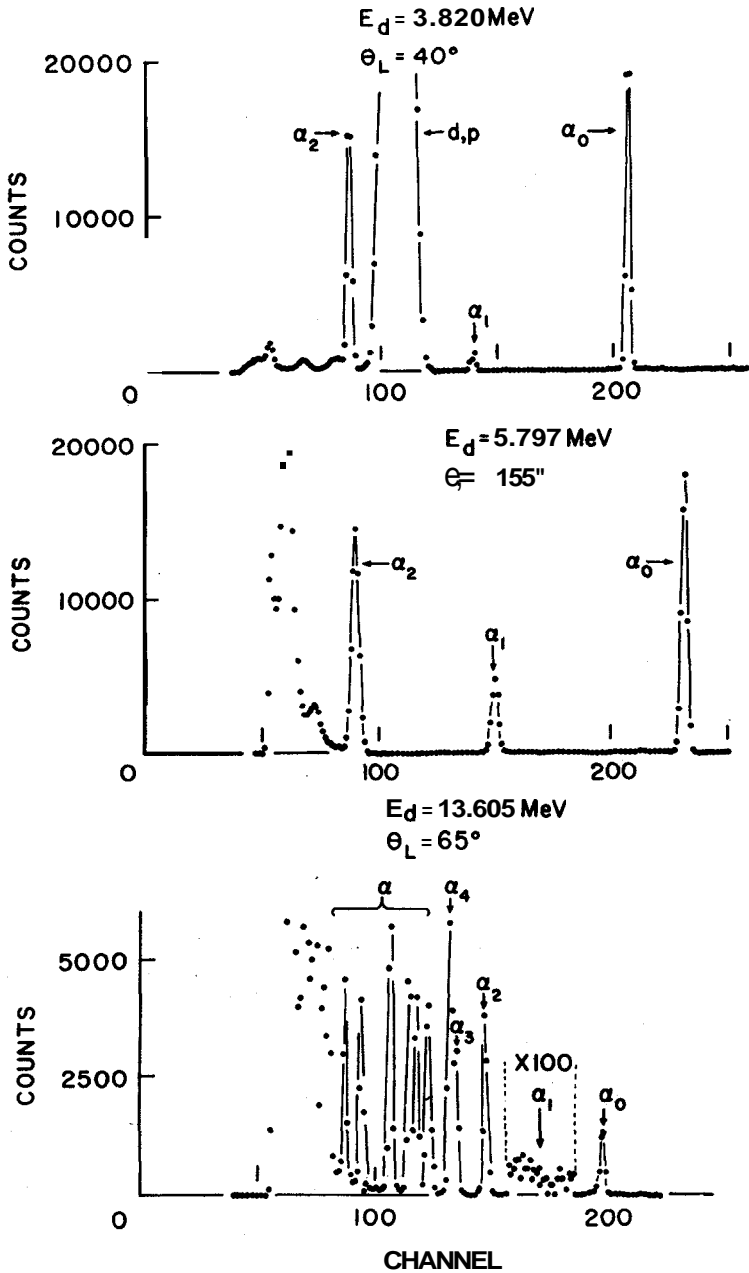 E_d = 3.820 MeV
θ_L = 40°
20000
α_2
d,p
α_0
10000
COUNTS
α_1
0
100
200
E_d = 5.797 MeV
θ= 155"
20000
α_2
α_0
10000
COUNTS
α_1
0
100
200
E_d = 13.605 MeV
θ_L = 65°
α
α_4
5000
α_2
α_3
X100
COUNTS
2500
α_1
α_0
0
100
200
CHANNEL